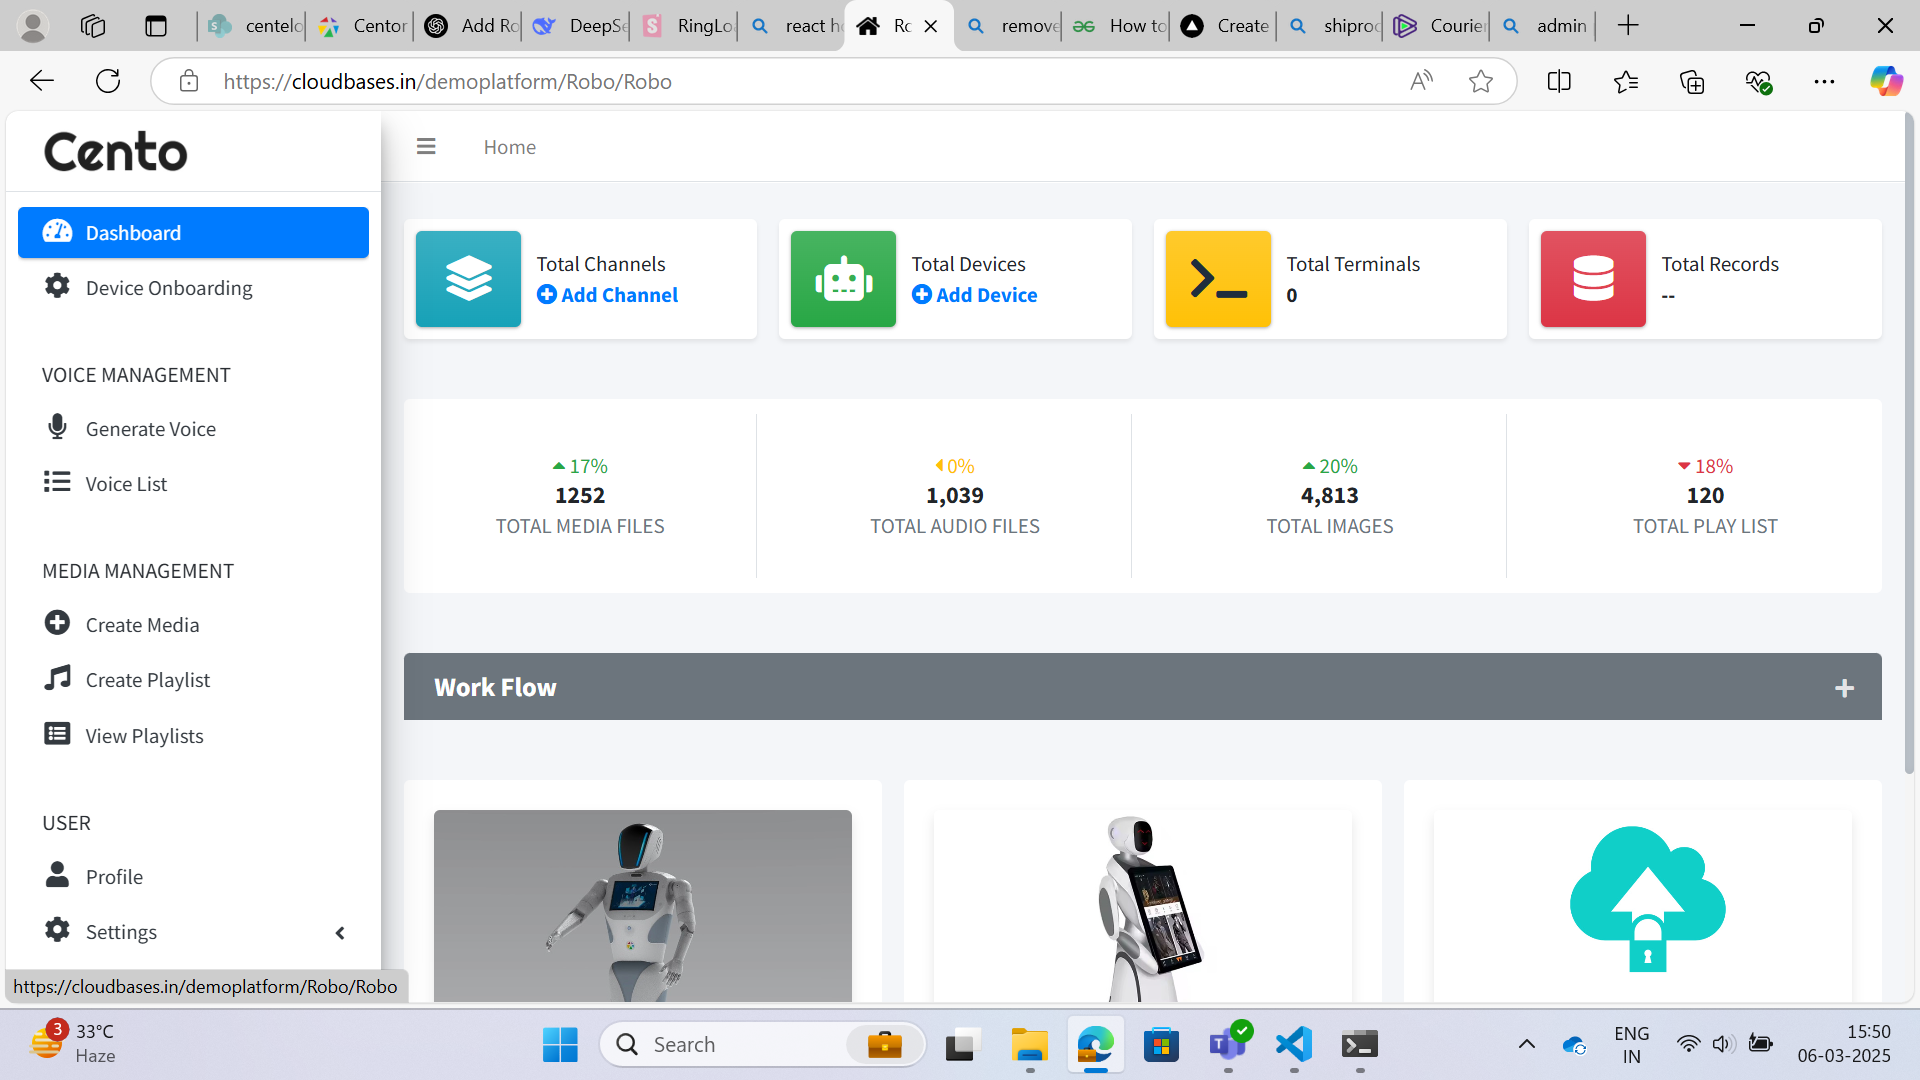 centelo
Centor
Add Ro
DeepSe
RingLo
react ho
Ro
remove
How to
Create
shiproc
Courier
admin
https://cloudbases.in/demoplatform/Robo/Robo
Cento
Home
Dashboard
Device Onboarding
VOICE MANAGEMENT
Generate Voice
Voice List
MEDIA MANAGEMENT
Create Media
Create Playlist
View Playlists
USER
Profile
Settings
Total Channels
Add Channel
Total Devices
Add Device
Total Terminals
0
Total Records
--
17%
1252
TOTAL MEDIA FILES
0%
1,039
TOTAL AUDIO FILES
20%
4,813
TOTAL IMAGES
18%
120
TOTAL PLAY LIST
Work Flow
https://cloudbases.in/demoplatform/Robo/Robo
3
33°C
Haze
Search
ENG
IN
15:50
06-03-2025